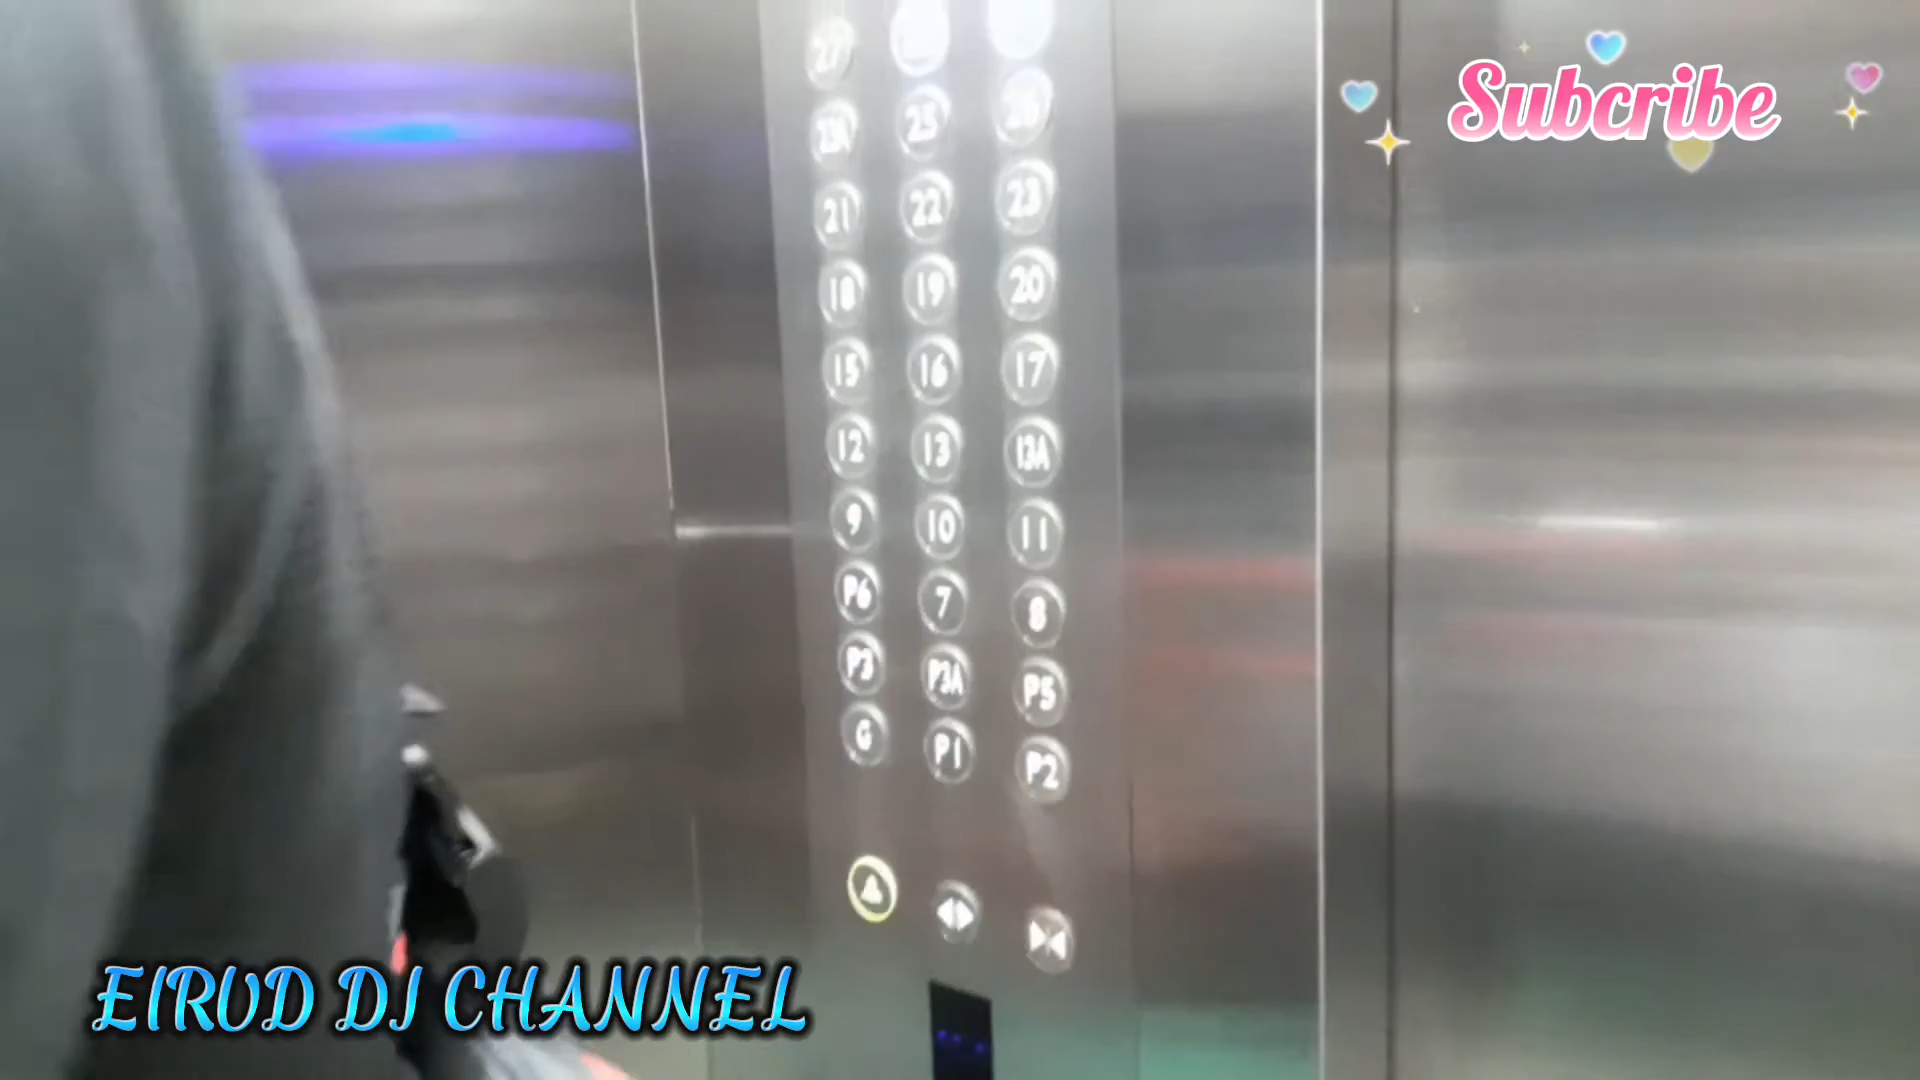 Subcribe
27
23A 25 26
21 22 23
18 19 20
15 16 17
12 13 13A
9 10 11
P6 7 8
P3 P3A P5
G P1 P2
EIRUD DJ CHANNEL